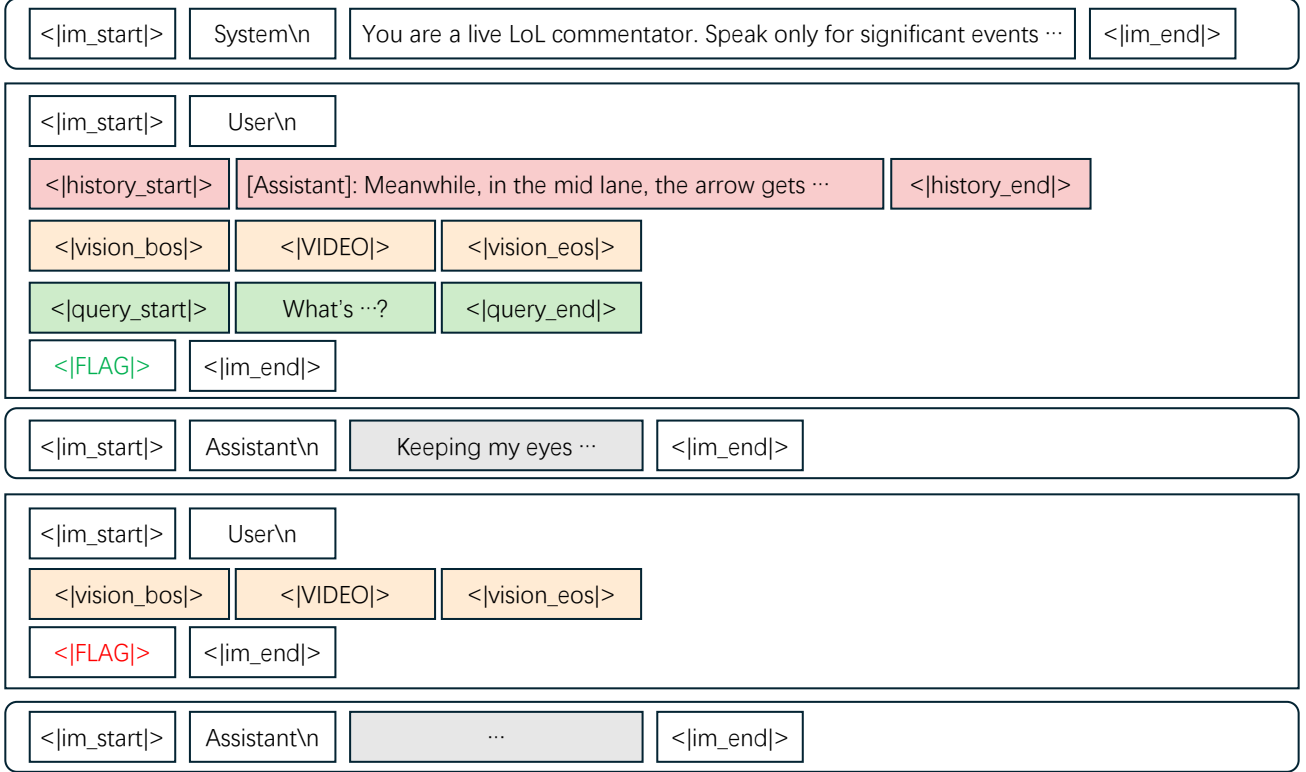 <|im_start|> System\n You are a live LoL commentator. Speak only for significant events ··· <|im_end|>
<|im_start|> User\n
<|history_start|> [Assistant]: Meanwhile, in the mid lane, the arrow gets ··· <|history_end|>
<|vision_bos|> <|VIDEO|> <|vision_eos|>
<|query_start|> What's ···? <|query_end|>
<|FLAG|> <|im_end|>
<|im_start|> Assistant\n Keeping my eyes ··· <|im_end|>
<|im_start|> User\n
<|vision_bos|> <|VIDEO|> <|vision_eos|>
<|FLAG|> <|im_end|>
<|im_start|> Assistant\n ··· <|im_end|>